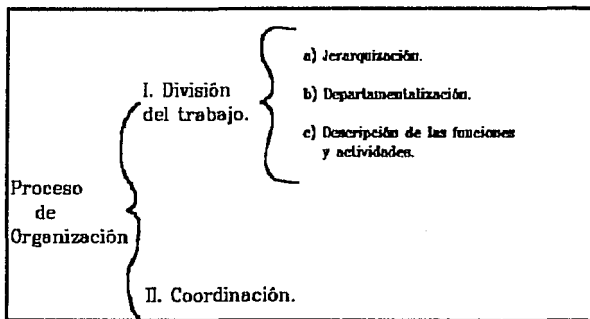 Proceso
de
Organización
I. División
del trabajo.
a) Jerarquización.
b) Departamentalización.
c) Descripción de las funciones
y actividades.
II. Coordinación.